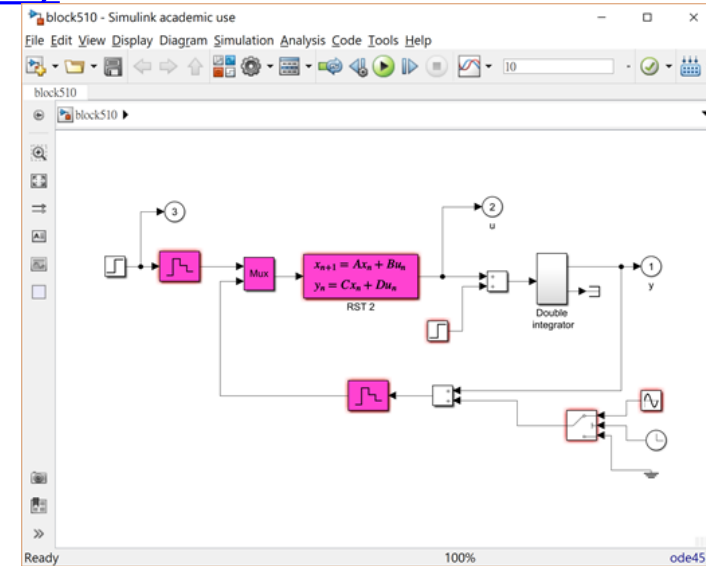 block510 - Simulink academic use
File Edit View Display Diagram Simulation Analysis Code Tools Help
10
block510
block510
3
2
u
Mux
xₙ₊₁ = Axₙ + Buₙ
yₙ = Cxₙ + Duₙ
RST 2
1
y
Double
integrator
Ready 100% ode45